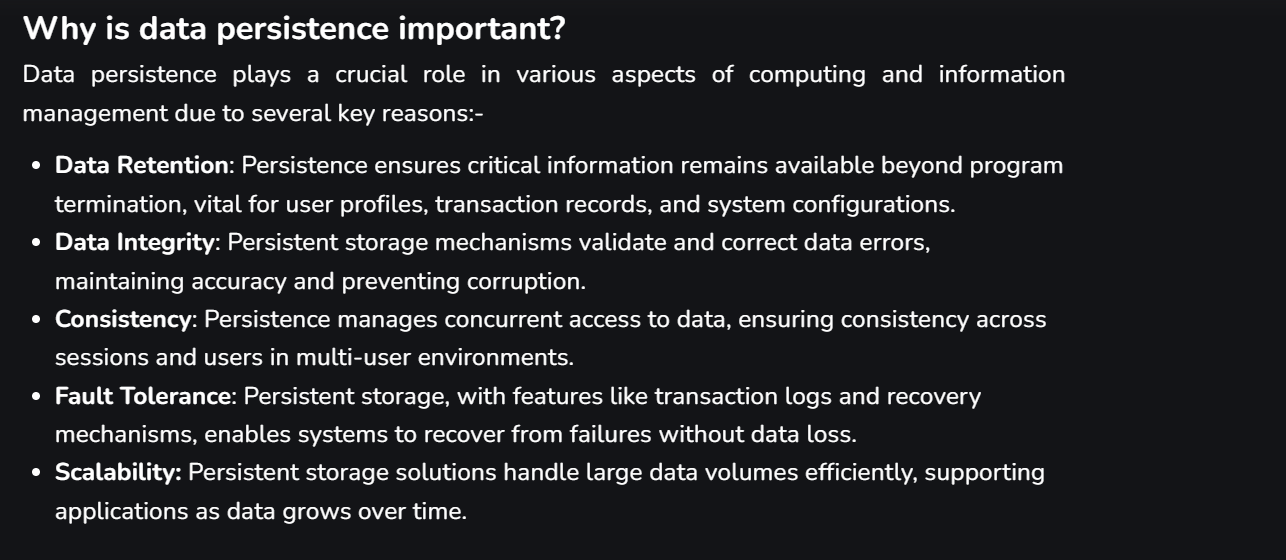 Why is data persistence important?
Data persistence plays a crucial role in various aspects of computing and information
management due to several key reasons:-
• Data Retention: Persistence ensures critical information remains available beyond program
termination, vital for user profiles, transaction records, and system configurations.
• Data Integrity: Persistent storage mechanisms validate and correct data errors,
maintaining accuracy and preventing corruption.
• Consistency: Persistence manages concurrent access to data, ensuring consistency across
sessions and users in multi-user environments.
• Fault Tolerance: Persistent storage, with features like transaction logs and recovery
mechanisms, enables systems to recover from failures without data loss.
• Scalability: Persistent storage solutions handle large data volumes efficiently, supporting
applications as data grows over time.